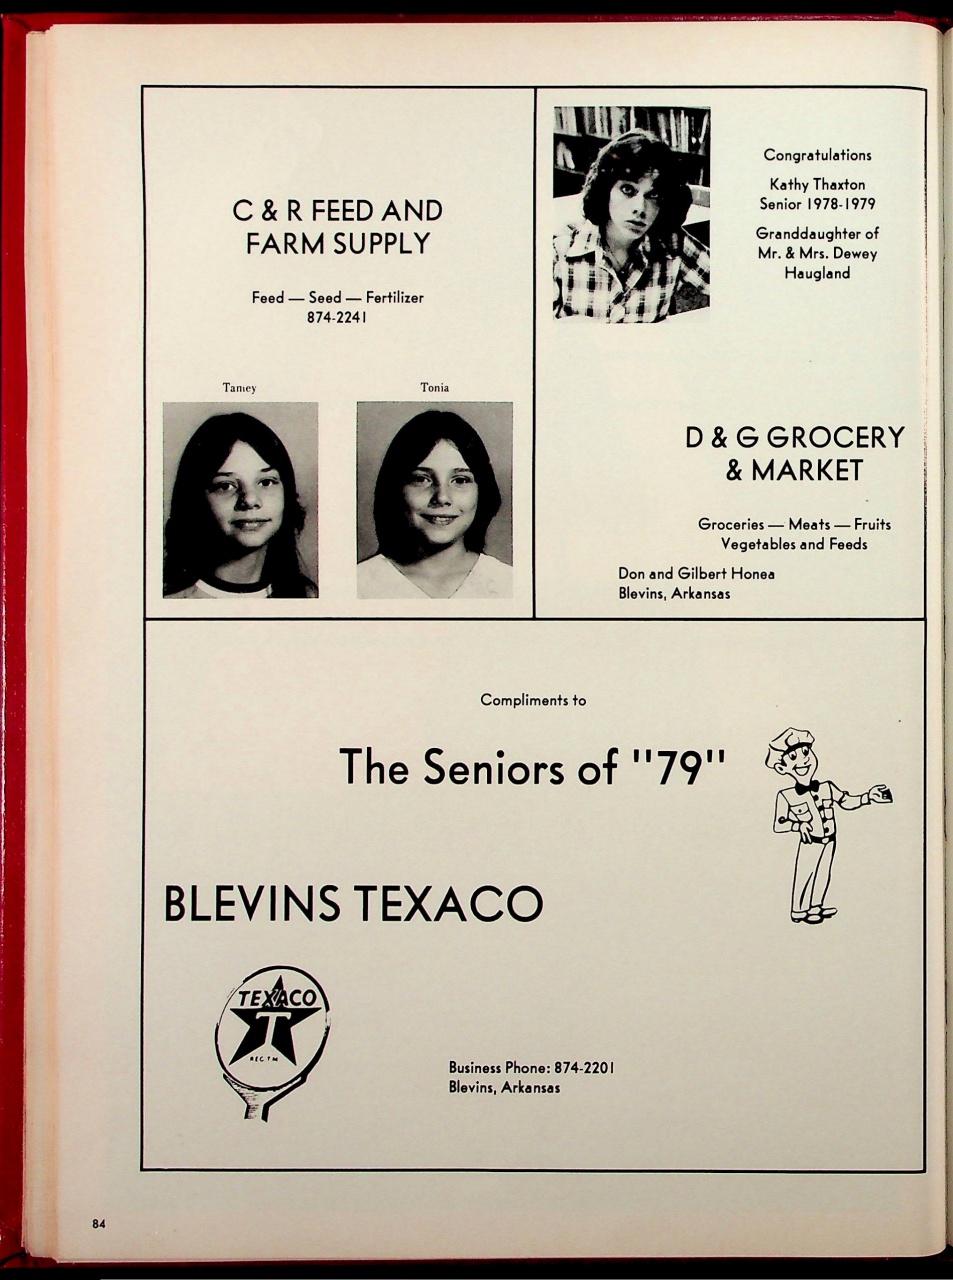 C & R FEED AND
FARM SUPPLY
Feed — Seed — Fertilizer
874-2241
Tamey
Tonia
Congratulations
Kathy Thaxton
Senior 1978-1979
Granddaughter of
Mr. & Mrs. Dewey
Haugland
D & G GROCERY
& MARKET
Groceries — Meats — Fruits
Vegetables and Feeds
Don and Gilbert Honea
Blevins, Arkansas
Compliments to
The Seniors of "79"
BLEVINS TEXACO
TEXACO
T
REG TM
Business Phone: 874-2201
Blevins, Arkansas
84